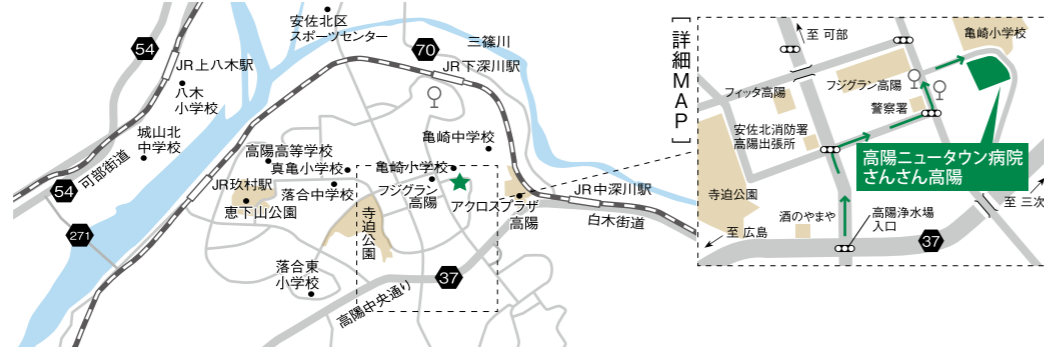 安佐北区
スポーツセンター
54
70
三篠川
JR上八木駅
JR下深川駅
八木
小学校
城山北
中学校
可部街道
54
271
亀崎中学校
高陽高等学校
真亀小学校
亀崎小学校
JR玖村駅
落合中学校
フジグラン
高陽
恵下山公園
寺迫公園
アクロスプラザ
高陽
JR中深川駅
白木街道
落合東
小学校
高陽中央通り
37
［詳細MAP］
至 可部
亀崎小学校
フジグラン高陽
フィッタ高陽
警察署
安佐北消防署
高陽出張所
高陽ニュータウン病院
さんさん高陽
寺迫公園
至 三次
酒のやまや
高陽浄水場
入口
至 広島
37